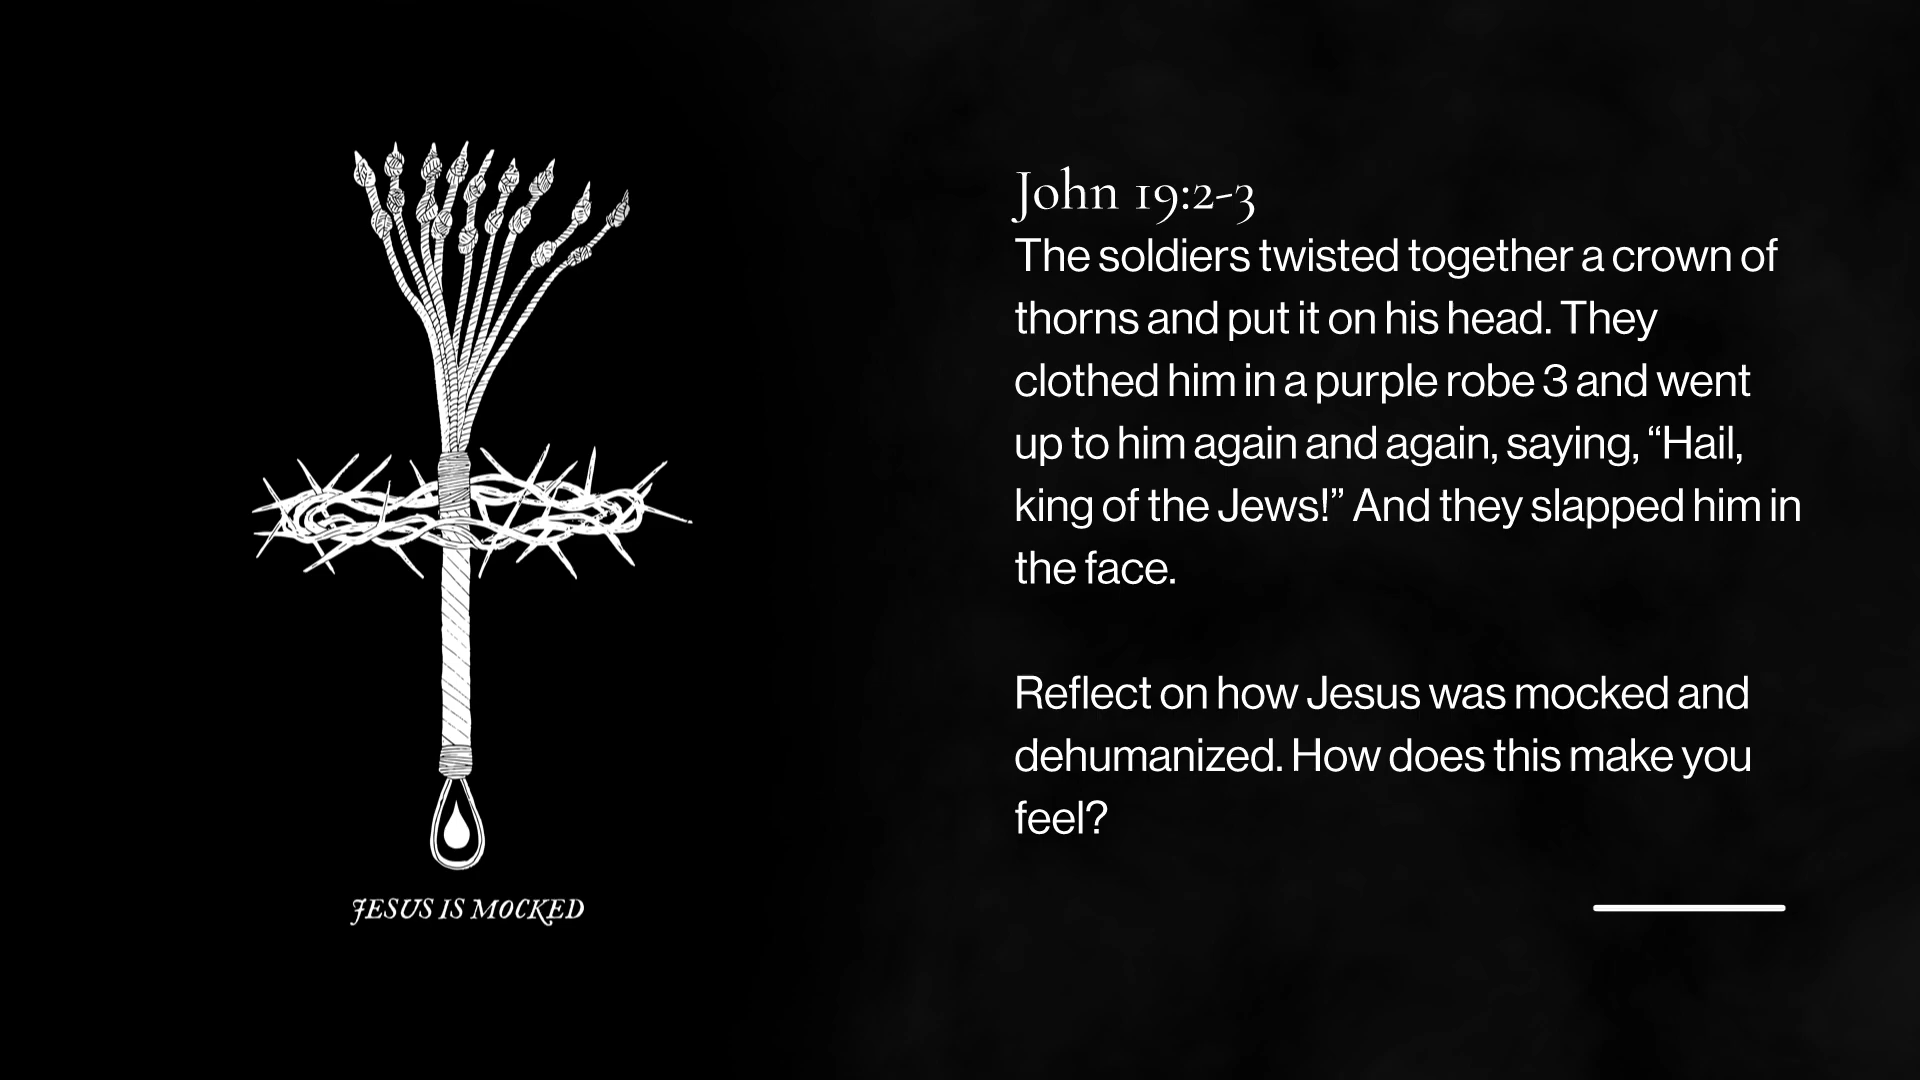 John 19:2-3
The soldiers twisted together a crown of
thorns and put it on his head. They
clothed him in a purple robe 3 and went
up to him again and again, saying, “Hail,
king of the Jews!” And they slapped him in
the face.
Reflect on how Jesus was mocked and
dehumanized. How does this make you
feel?
JESUS IS MOCKED